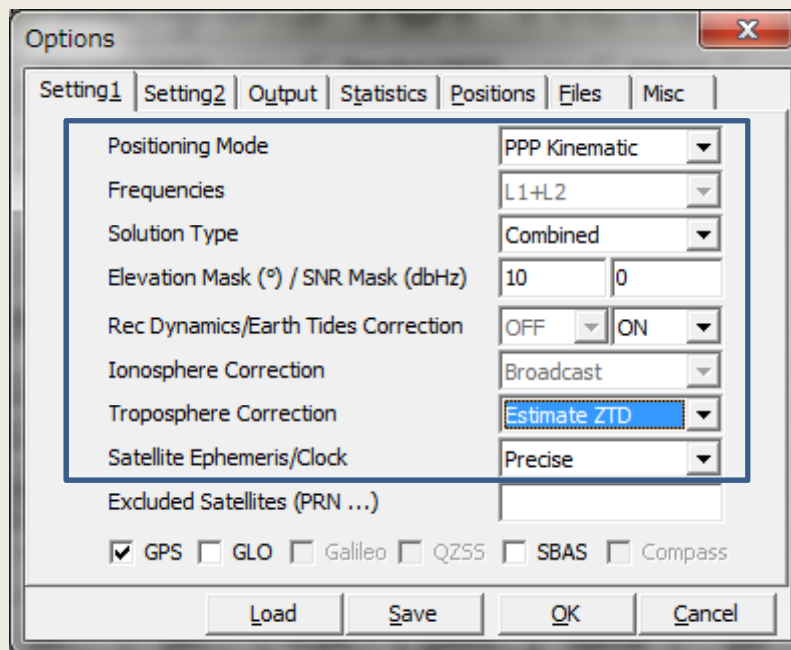 Options
Setting1 Setting2 Output Statistics Positions Files Misc
Positioning Mode PPP Kinematic
Frequencies L1+L2
Solution Type Combined
Elevation Mask (°) / SNR Mask (dbHz) 10 0
Rec Dynamics/Earth Tides Correction OFF ON
Ionosphere Correction Broadcast
Troposphere Correction Estimate ZTD
Satellite Ephemeris/Clock Precise
Excluded Satellites (PRN ...)
GPS GLO Galileo QZSS SBAS Compass
Load Save OK Cancel